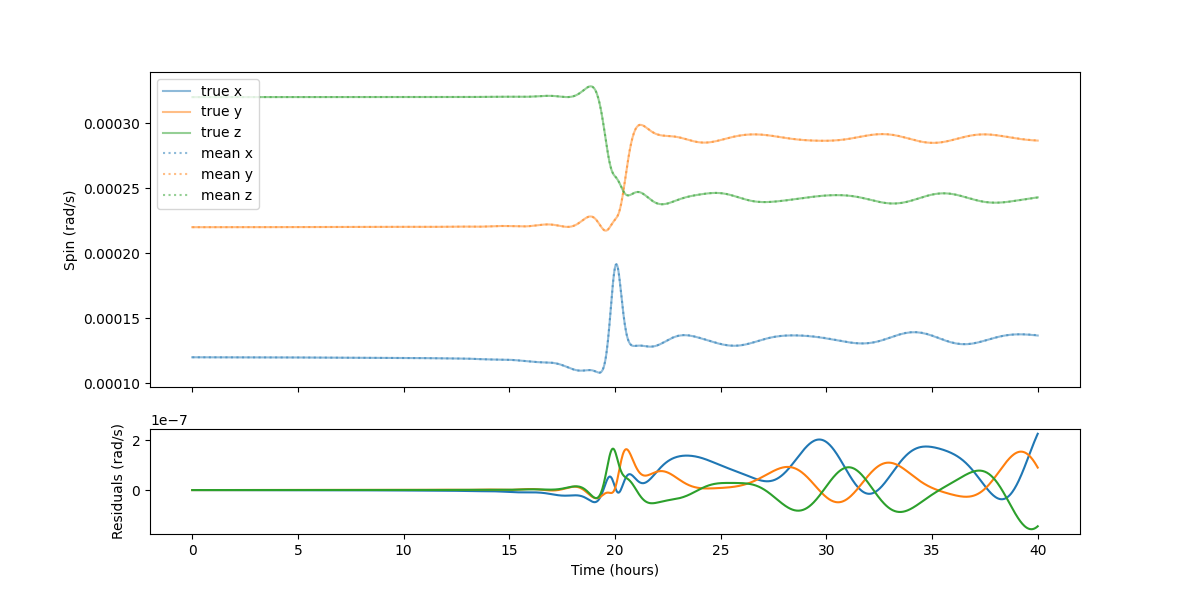 true x
true y
true z
mean x
mean y
mean z
0.00030
0.00025
0.00020
0.00015
0.00010
Spin (rad/s)
1e−7
2
0
Residuals (rad/s)
0 5 10 15 20 25 30 35 40
Time (hours)